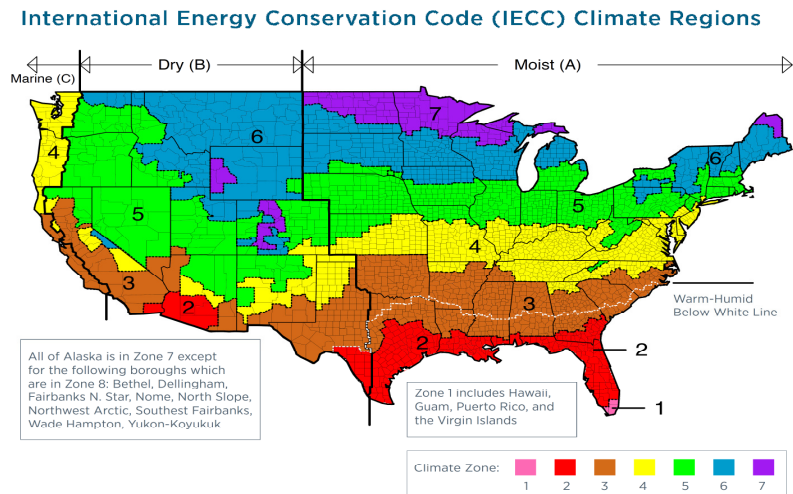 International Energy Conservation Code (IECC) Climate Regions
Marine (C)
Dry (B)
Moist (A)
7
6
4
6
5
5
4
3
3
2
2
Warm-Humid
Below White Line
2
1
All of Alaska is in Zone 7 except
for the following boroughs which
are in Zone 8: Bethel, Dellingham,
Fairbanks N. Star, Nome, North Slope,
Northwest Arctic, Southest Fairbanks,
Wade Hampton, Yukon-Koyukuk
Zone 1 includes Hawaii,
Guam, Puerto Rico, and
the Virgin Islands
Climate Zone:
1
2
3
4
5
6
7